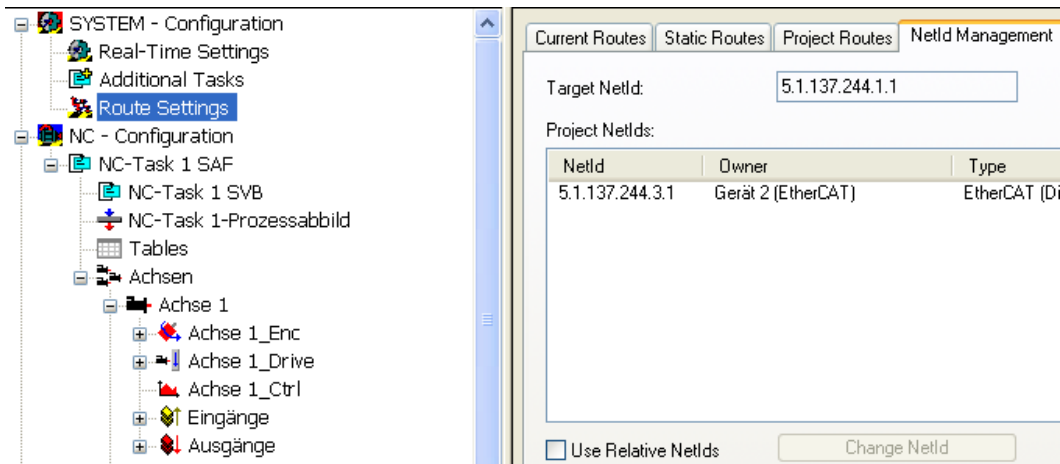 SYSTEM - Configuration
Real-Time Settings
Additional Tasks
Route Settings
NC - Configuration
NC-Task 1 SAF
NC-Task 1 SVB
NC-Task 1-Prozessabbild
Tables
Achsen
Achse 1
Achse 1_Enc
Achse 1_Drive
Achse 1_Ctrl
Eingänge
Ausgänge
Current Routes Static Routes Project Routes NetId Management
Target NetId: 5.1.137.244.1.1
Project NetIds:
NetId Owner Type
5.1.137.244.3.1 Gerät 2 (EtherCAT) EtherCAT (Di
Use Relative NetIds Change NetId